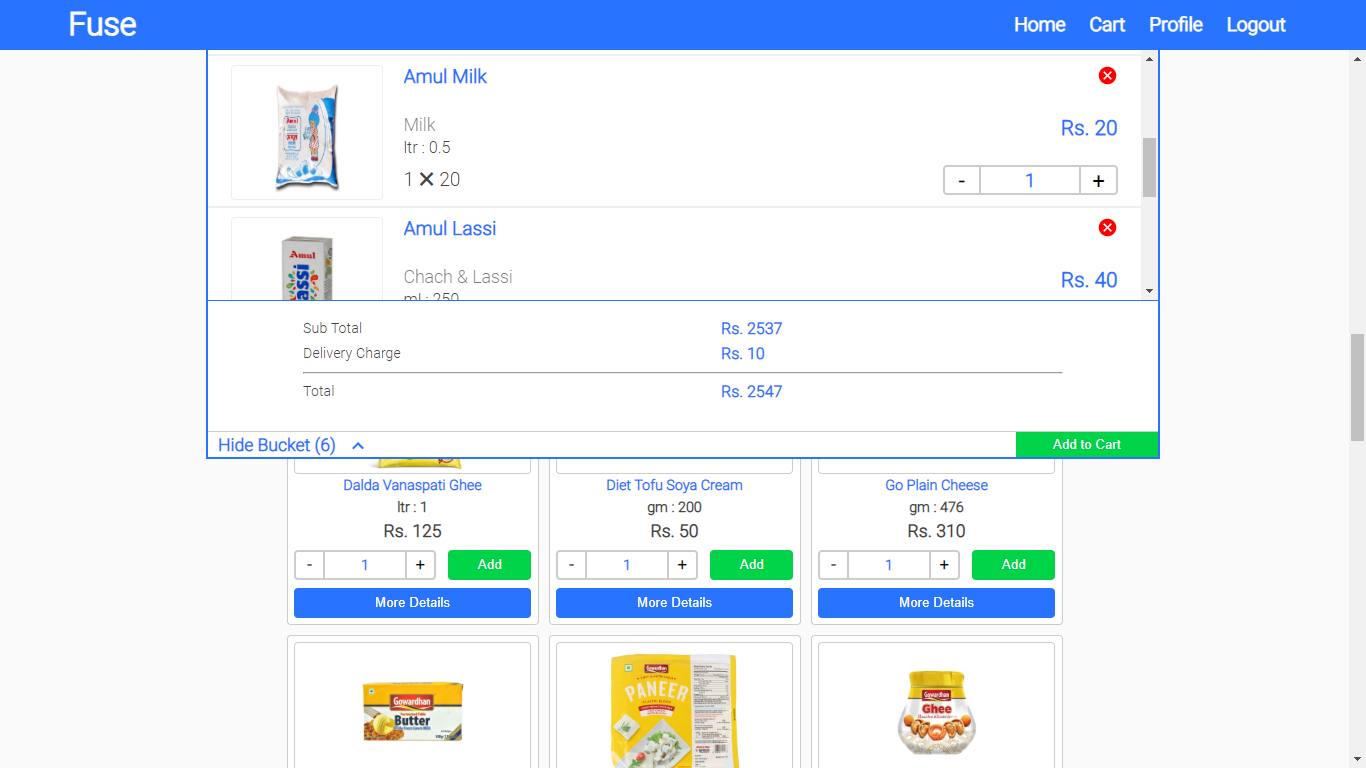 Fuse
Home Cart Profile Logout
Amul Milk
Milk
Rs. 20
ltr : 0.5
1 ✕ 20
- 1 +
Amul
Amul Lassi
Chach & Lassi
Rs. 40
ml : 250
Amul
Lassi
Sub Total Rs. 2537
Delivery Charge Rs. 10
Total Rs. 2547
Hide Bucket (6)
Add to Cart
Dalda Vanaspati Ghee
ltr : 1
Rs. 125
- 1 + Add
More Details
Diet Tofu Soya Cream
gm : 200
Rs. 50
- 1 + Add
More Details
Go Plain Cheese
gm : 476
Rs. 310
- 1 + Add
More Details
Gowardhan
Butter
Gowardhan
PANEER
Gowardhan
Ghee